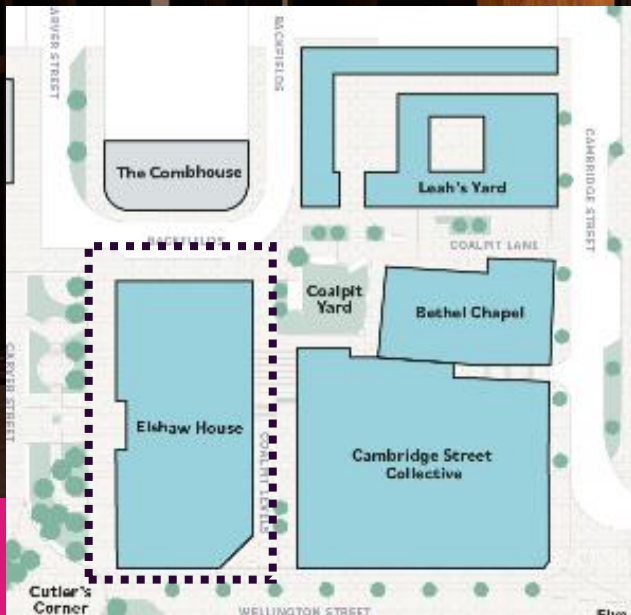 CARVER STREET
BACKFIELDS
The Combhouse
Leah's Yard
CAMBRIDGE STREET
BACKFIELDS
COALPIT LANE
Coalpit
Yard
Bethel Chapel
CARVER STREET
Elshaw House
COALPIT LEVELS
Cambridge Street
Collective
Cutler's
Corner
WELLINGTON STREET